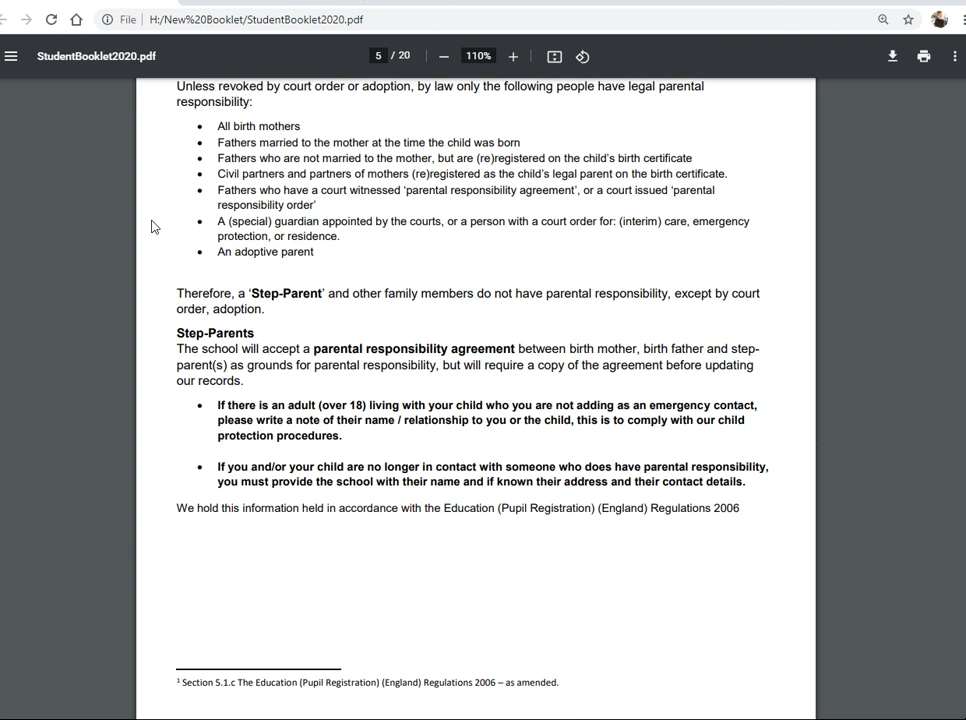 File H:/New%20Booklet/StudentBooklet2020.pdf
StudentBooklet2020.pdf 5 / 20 — 110% +
Unless revoked by court order or adoption, by law only the following people have legal parental
responsibility:
• All birth mothers
• Fathers married to the mother at the time the child was born
• Fathers who are not married to the mother, but are (re)registered on the child’s birth certificate
• Civil partners and partners of mothers (re)registered as the child’s legal parent on the birth certificate.
• Fathers who have a court witnessed ‘parental responsibility agreement’, or a court issued ‘parental
responsibility order’
• A (special) guardian appointed by the courts, or a person with a court order for: (interim) care, emergency
protection, or residence.
• An adoptive parent
Therefore, a ‘Step-Parent’ and other family members do not have parental responsibility, except by court
order, adoption.
Step-Parents
The school will accept a parental responsibility agreement between birth mother, birth father and step-
parent(s) as grounds for parental responsibility, but will require a copy of the agreement before updating
our records.
• If there is an adult (over 18) living with your child who you are not adding as an emergency contact,
please write a note of their name / relationship to you or the child, this is to comply with our child
protection procedures.
• If you and/or your child are no longer in contact with someone who does have parental responsibility,
you must provide the school with their name and if known their address and their contact details.
We hold this information held in accordance with the Education (Pupil Registration) (England) Regulations 2006
1 Section 5.1.c The Education (Pupil Registration) (England) Regulations 2006 – as amended.